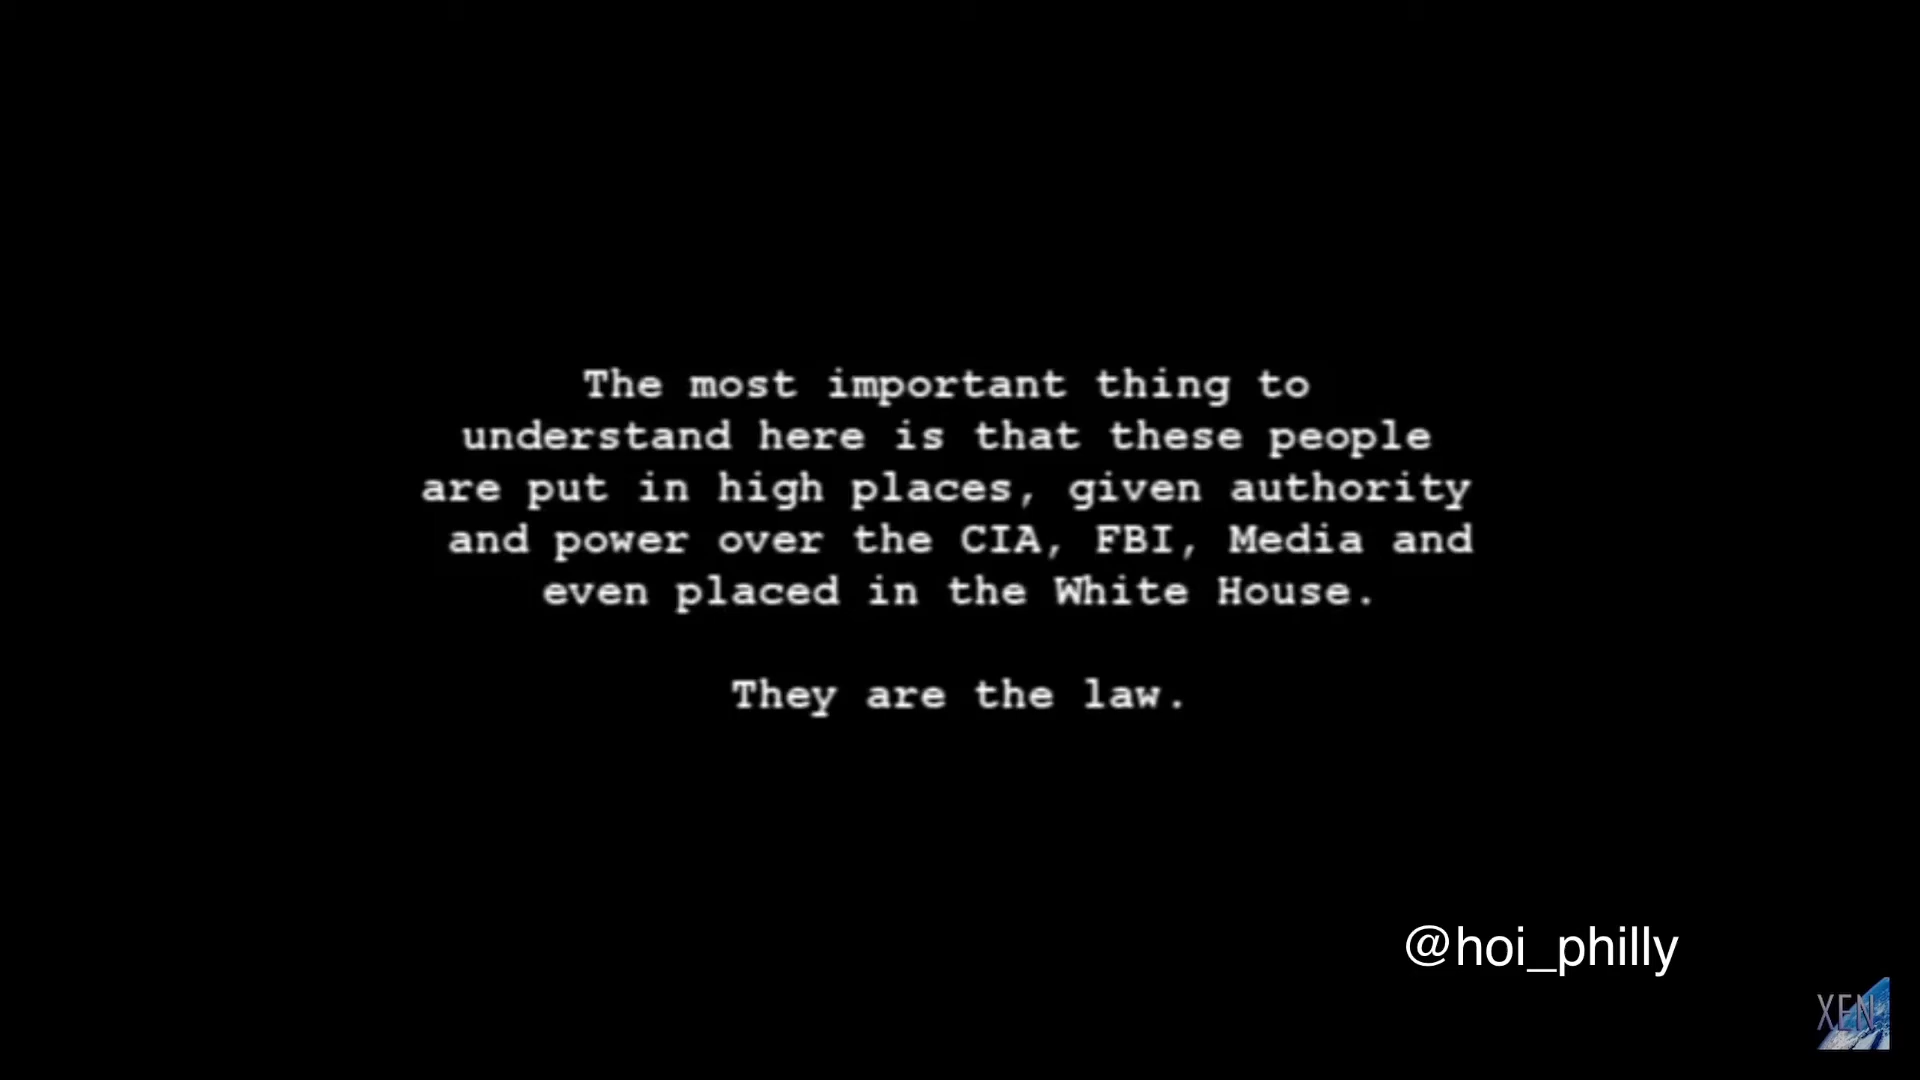 The most important thing to
understand here is that these people
are put in high places, given authority
and power over the CIA, FBI, Media and
even placed in the White House.
They are the law.
@hoi_philly
XEN